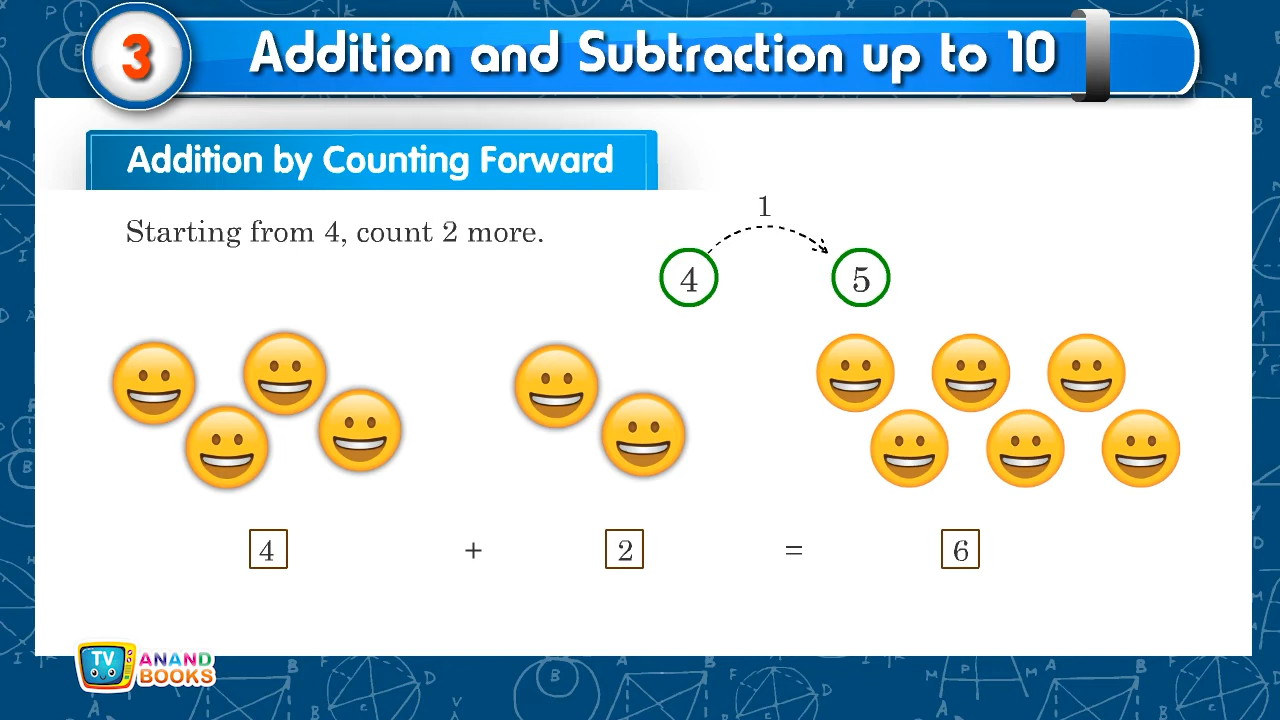 3 Addition and Subtraction up to 10
Addition by Counting Forward
Starting from 4, count 2 more.
1
4 5
4 + 2 = 6
TV ANAND
BOOKS